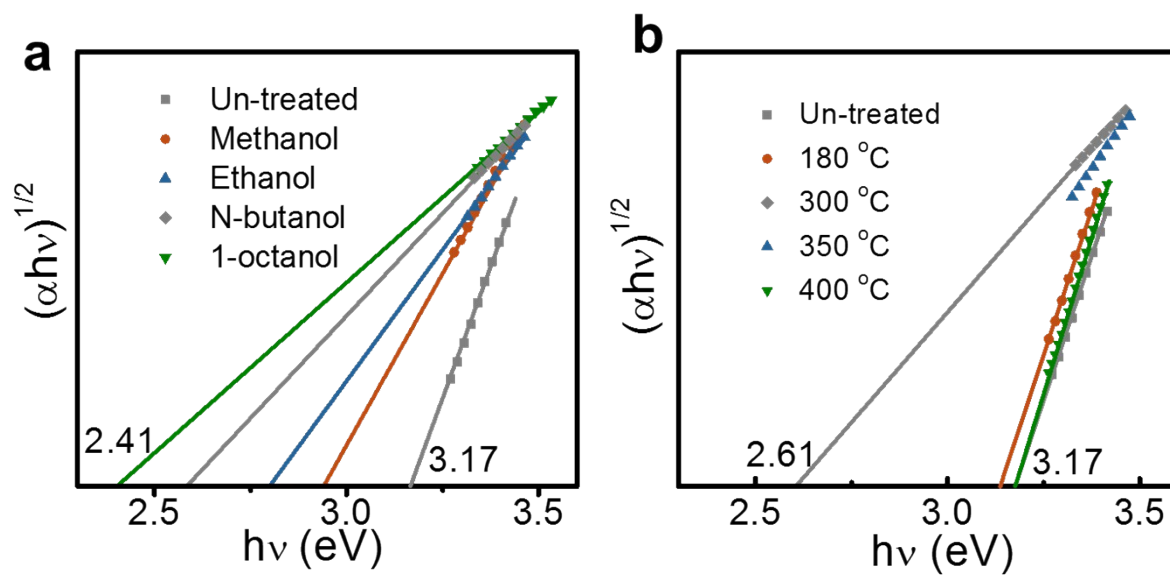 a
Un-treated
Methanol
Ethanol
N-butanol
1-octanol
(αhν)1/2
2.41
3.17
2.5
3.0
3.5
hν (eV)
b
Un-treated
180 °C
300 °C
350 °C
400 °C
(αhν)1/2
2.61
3.17
2.5
3.0
3.5
hν (eV)